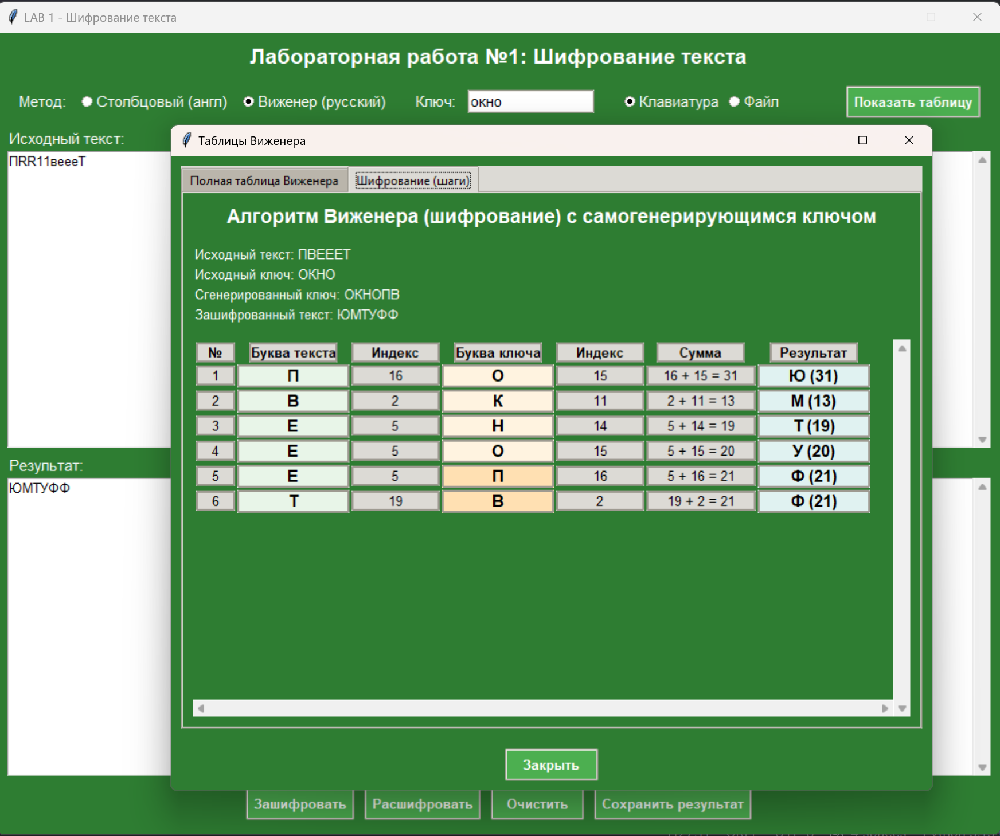 LAB 1 - Шифрование текста
Лабораторная работа №1: Шифрование текста
Метод: Столбцовый (англ) Виженер (русский) Ключ: окно Клавиатура Файл Показать таблицу
Исходный текст:
ПRR11вeeeТ
Таблицы Виженера
Полная таблица Виженера Шифрование (шаги)
Алгоритм Виженера (шифрование) с самогенерирующимся ключом
Исходный текст: ПВЕЕЕТ
Исходный ключ: ОКНО
Сгенерированный ключ: ОКНОПВ
Зашифрованный текст: ЮМТУФФ
№ Буква текста Индекс Буква ключа Индекс Сумма Результат
1 П 16 О 15 16 + 15 = 31 Ю (31)
2 В 2 К 11 2 + 11 = 13 М (13)
3 Е 5 Н 14 5 + 14 = 19 Т (19)
4 Е 5 О 15 5 + 15 = 20 У (20)
5 Е 5 П 16 5 + 16 = 21 Ф (21)
6 Т 19 В 2 19 + 2 = 21 Ф (21)
Закрыть
Результат:
ЮМТУФФ
Зашифровать Расшифровать Очистить Сохранить результат